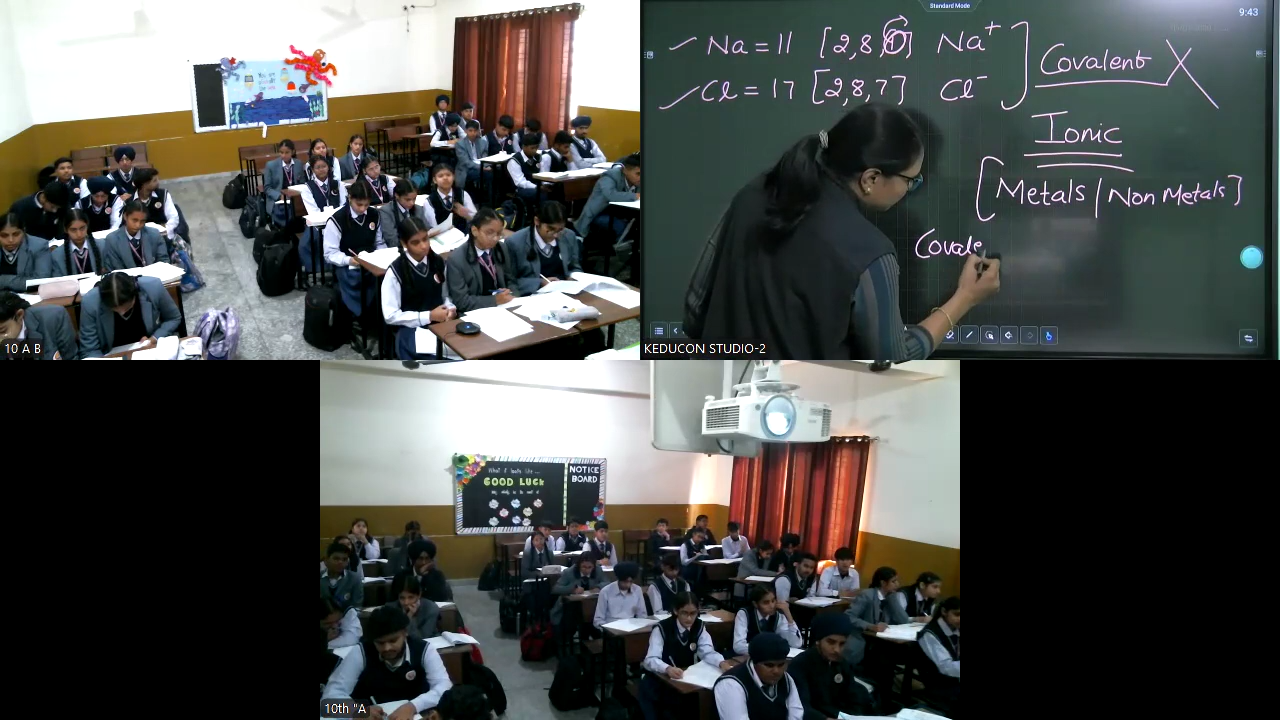 Standard Mode
9:43
✓ Na = 11 [2,8,1] Na⁺
✓ Cl = 17 [2,8,7] Cl⁻
Covalent X
Ionic
[Metals / Non Metals]
Covale
10 A B
KEDUCON STUDIO-2
GOOD LUCK
NOTICE
BOARD
10th "A